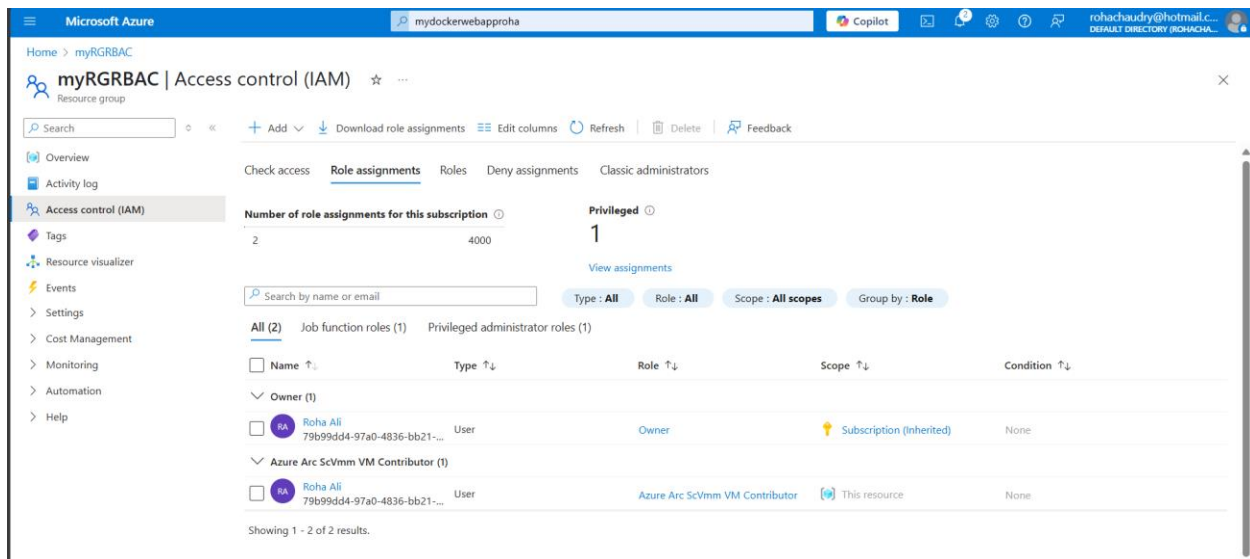 Microsoft Azure
mydockerwebapproha
Copilot
2
rohachaudry@hotmail.c...
DEFAULT DIRECTORY (ROHACHA...
Home > myRGRBAC
myRGRBAC | Access control (IAM)
Resource group
Search
Add
Download role assignments
Edit columns
Refresh
Delete
Feedback
Overview
Activity log
Access control (IAM)
Tags
Resource visualizer
Events
Settings
Cost Management
Monitoring
Automation
Help
Check access
Role assignments
Roles
Deny assignments
Classic administrators
Number of role assignments for this subscription
2
4000
Privileged
1
View assignments
Search by name or email
Type : All
Role : All
Scope : All scopes
Group by : Role
All (2)
Job function roles (1)
Privileged administrator roles (1)
Name
Type
Role
Scope
Condition
Owner (1)
RA
Roha Ali
79b99dd4-97a0-4836-bb21-...
User
Owner
Subscription (Inherited)
None
Azure Arc ScVmm VM Contributor (1)
RA
Roha Ali
79b99dd4-97a0-4836-bb21-...
User
Azure Arc ScVmm VM Contributor
This resource
None
Showing 1 - 2 of 2 results.